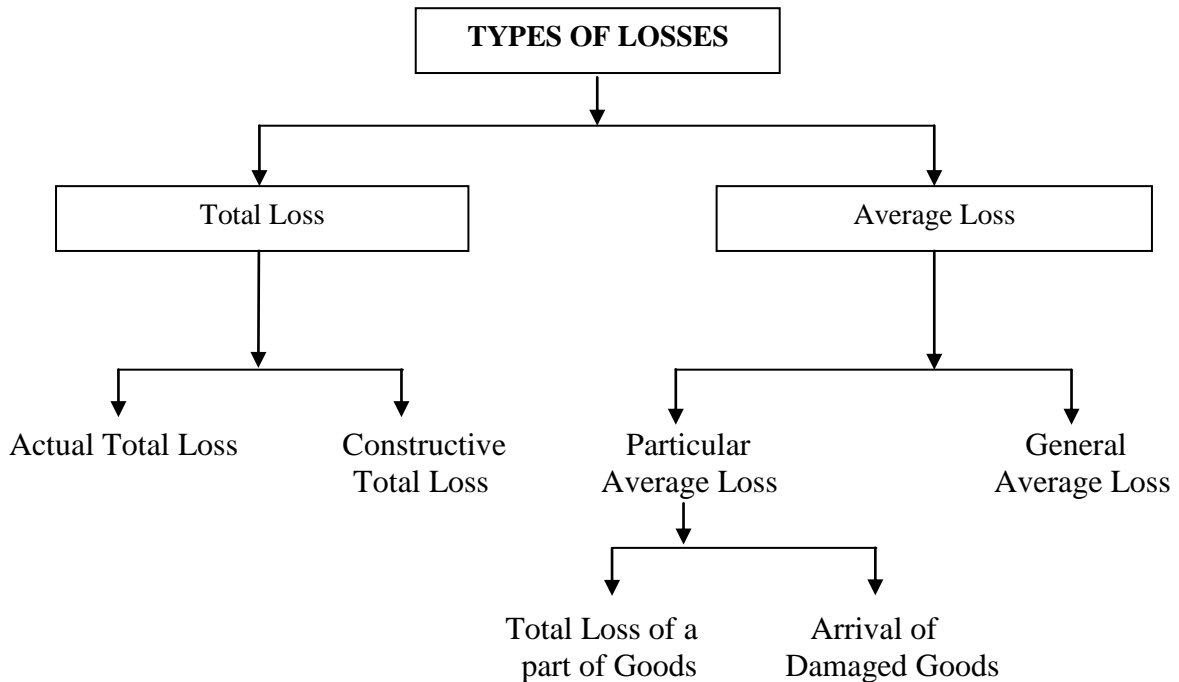 TYPES OF LOSSES
Total Loss
Average Loss
Actual Total Loss
Constructive
Total Loss
Particular
Average Loss
General
Average Loss
Total Loss of a
part of Goods
Arrival of
Damaged Goods